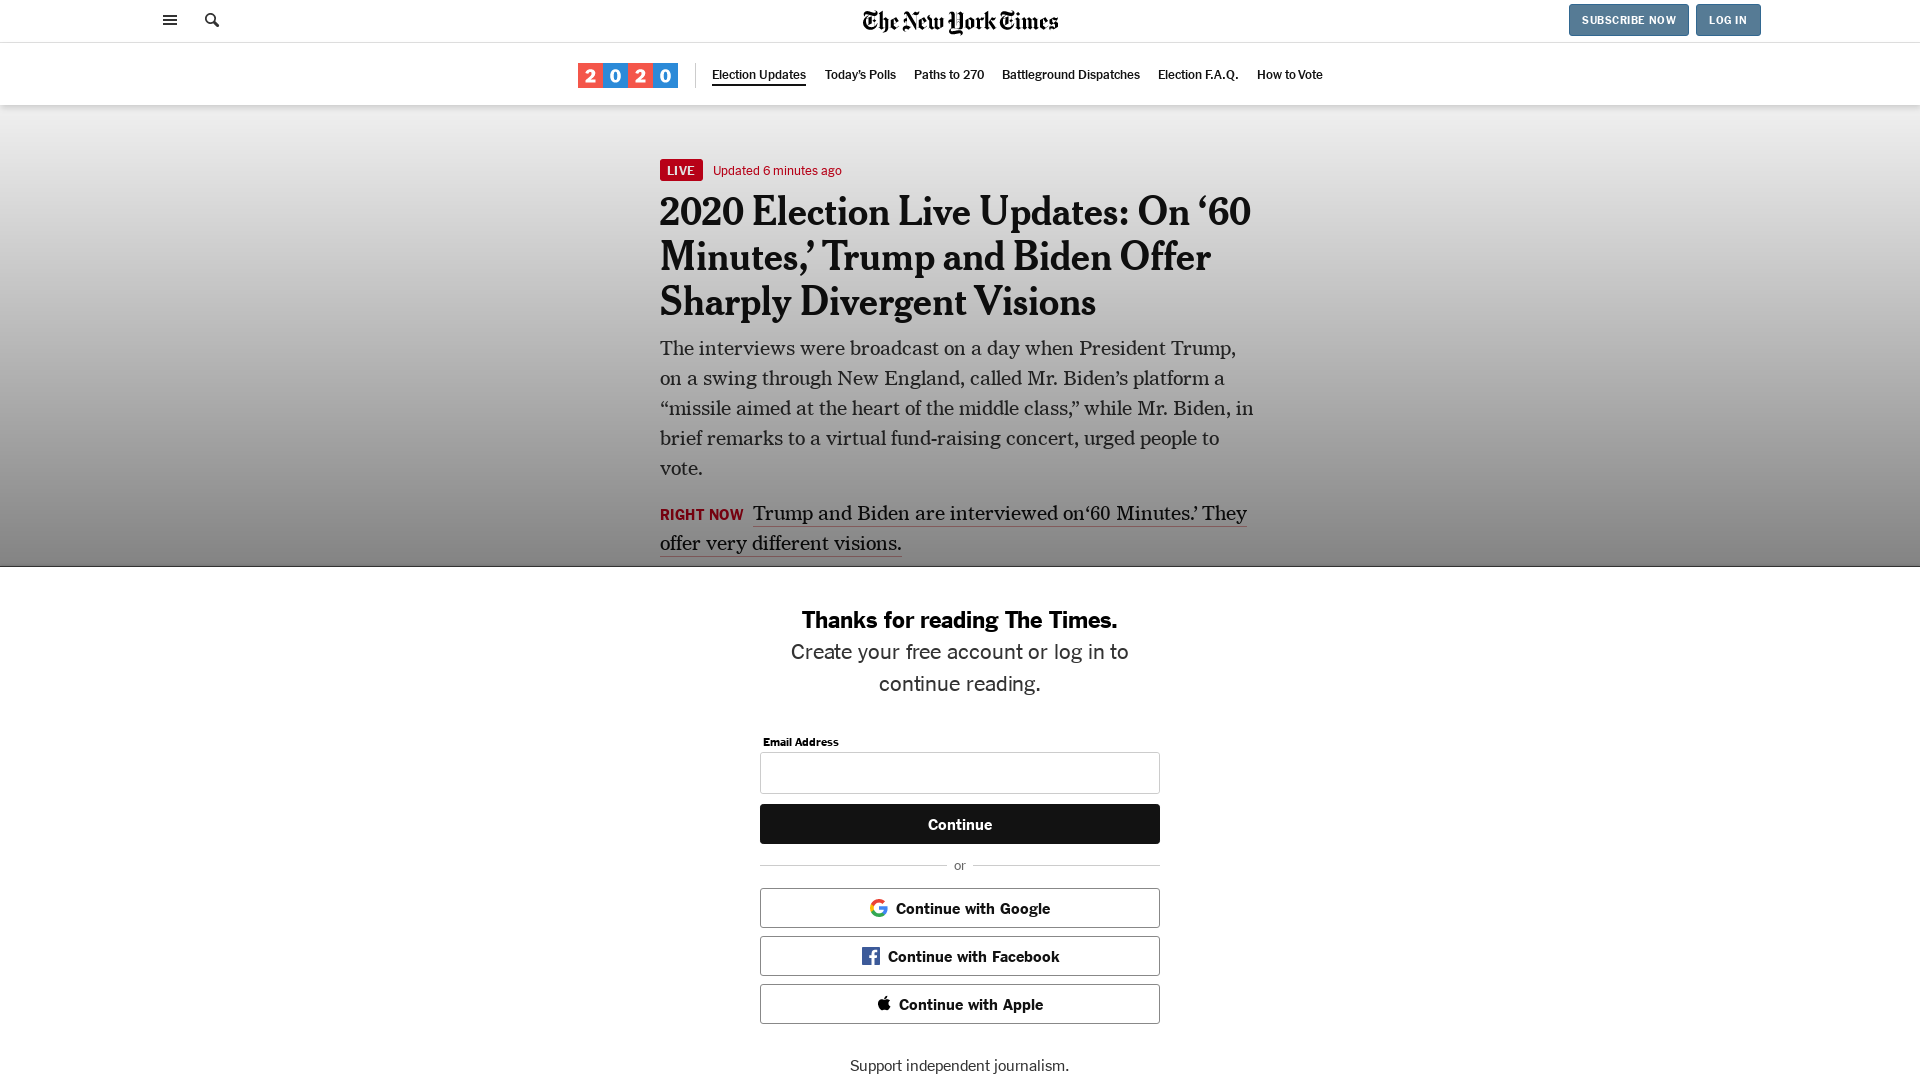 The New York Times
SUBSCRIBE NOW
LOG IN
2020
Election Updates
Today’s Polls
Paths to 270
Battleground Dispatches
Election F.A.Q.
How to Vote
LIVE
Updated 6 minutes ago
2020 Election Live Updates: On ‘60
Minutes,’ Trump and Biden Offer
Sharply Divergent Visions
The interviews were broadcast on a day when President Trump,
on a swing through New England, called Mr. Biden’s platform a
“missile aimed at the heart of the middle class,” while Mr. Biden, in
brief remarks to a virtual fund-raising concert, urged people to
vote.
RIGHT NOW Trump and Biden are interviewed on‘60 Minutes.’ They
offer very different visions.
Thanks for reading The Times.
Create your free account or log in to
continue reading.
Email Address
Continue
or
Continue with Google
Continue with Facebook
Continue with Apple
Support independent journalism.